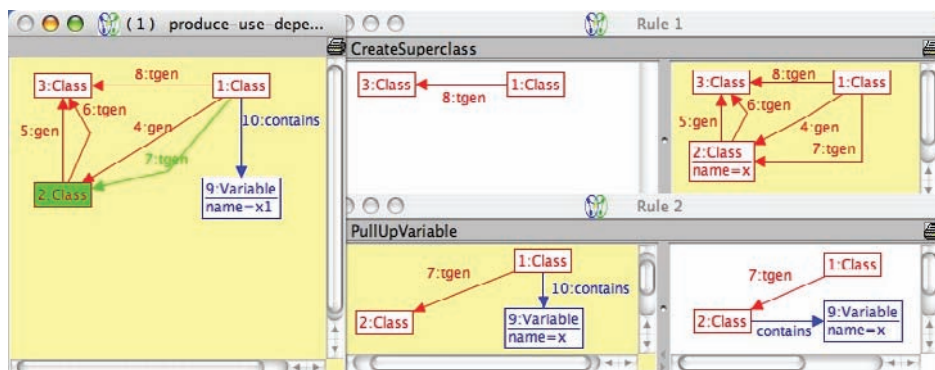 (1) produce-use-depe...
Rule 1
CreateSuperclass
8:tgen
3:Class
1:Class
6:tgen
5:gen
4:gen
10:contains
7:tgen
2:Class
9:Variable
name=x1
3:Class
1:Class
8:tgen
8:tgen
3:Class
1:Class
6:tgen
5:gen
4:gen
2:Class
name=x
7:tgen
Rule 2
PullUpVariable
1:Class
7:tgen
10:contains
2:Class
9:Variable
name=x
1:Class
7:tgen
2:Class
contains
9:Variable
name=x